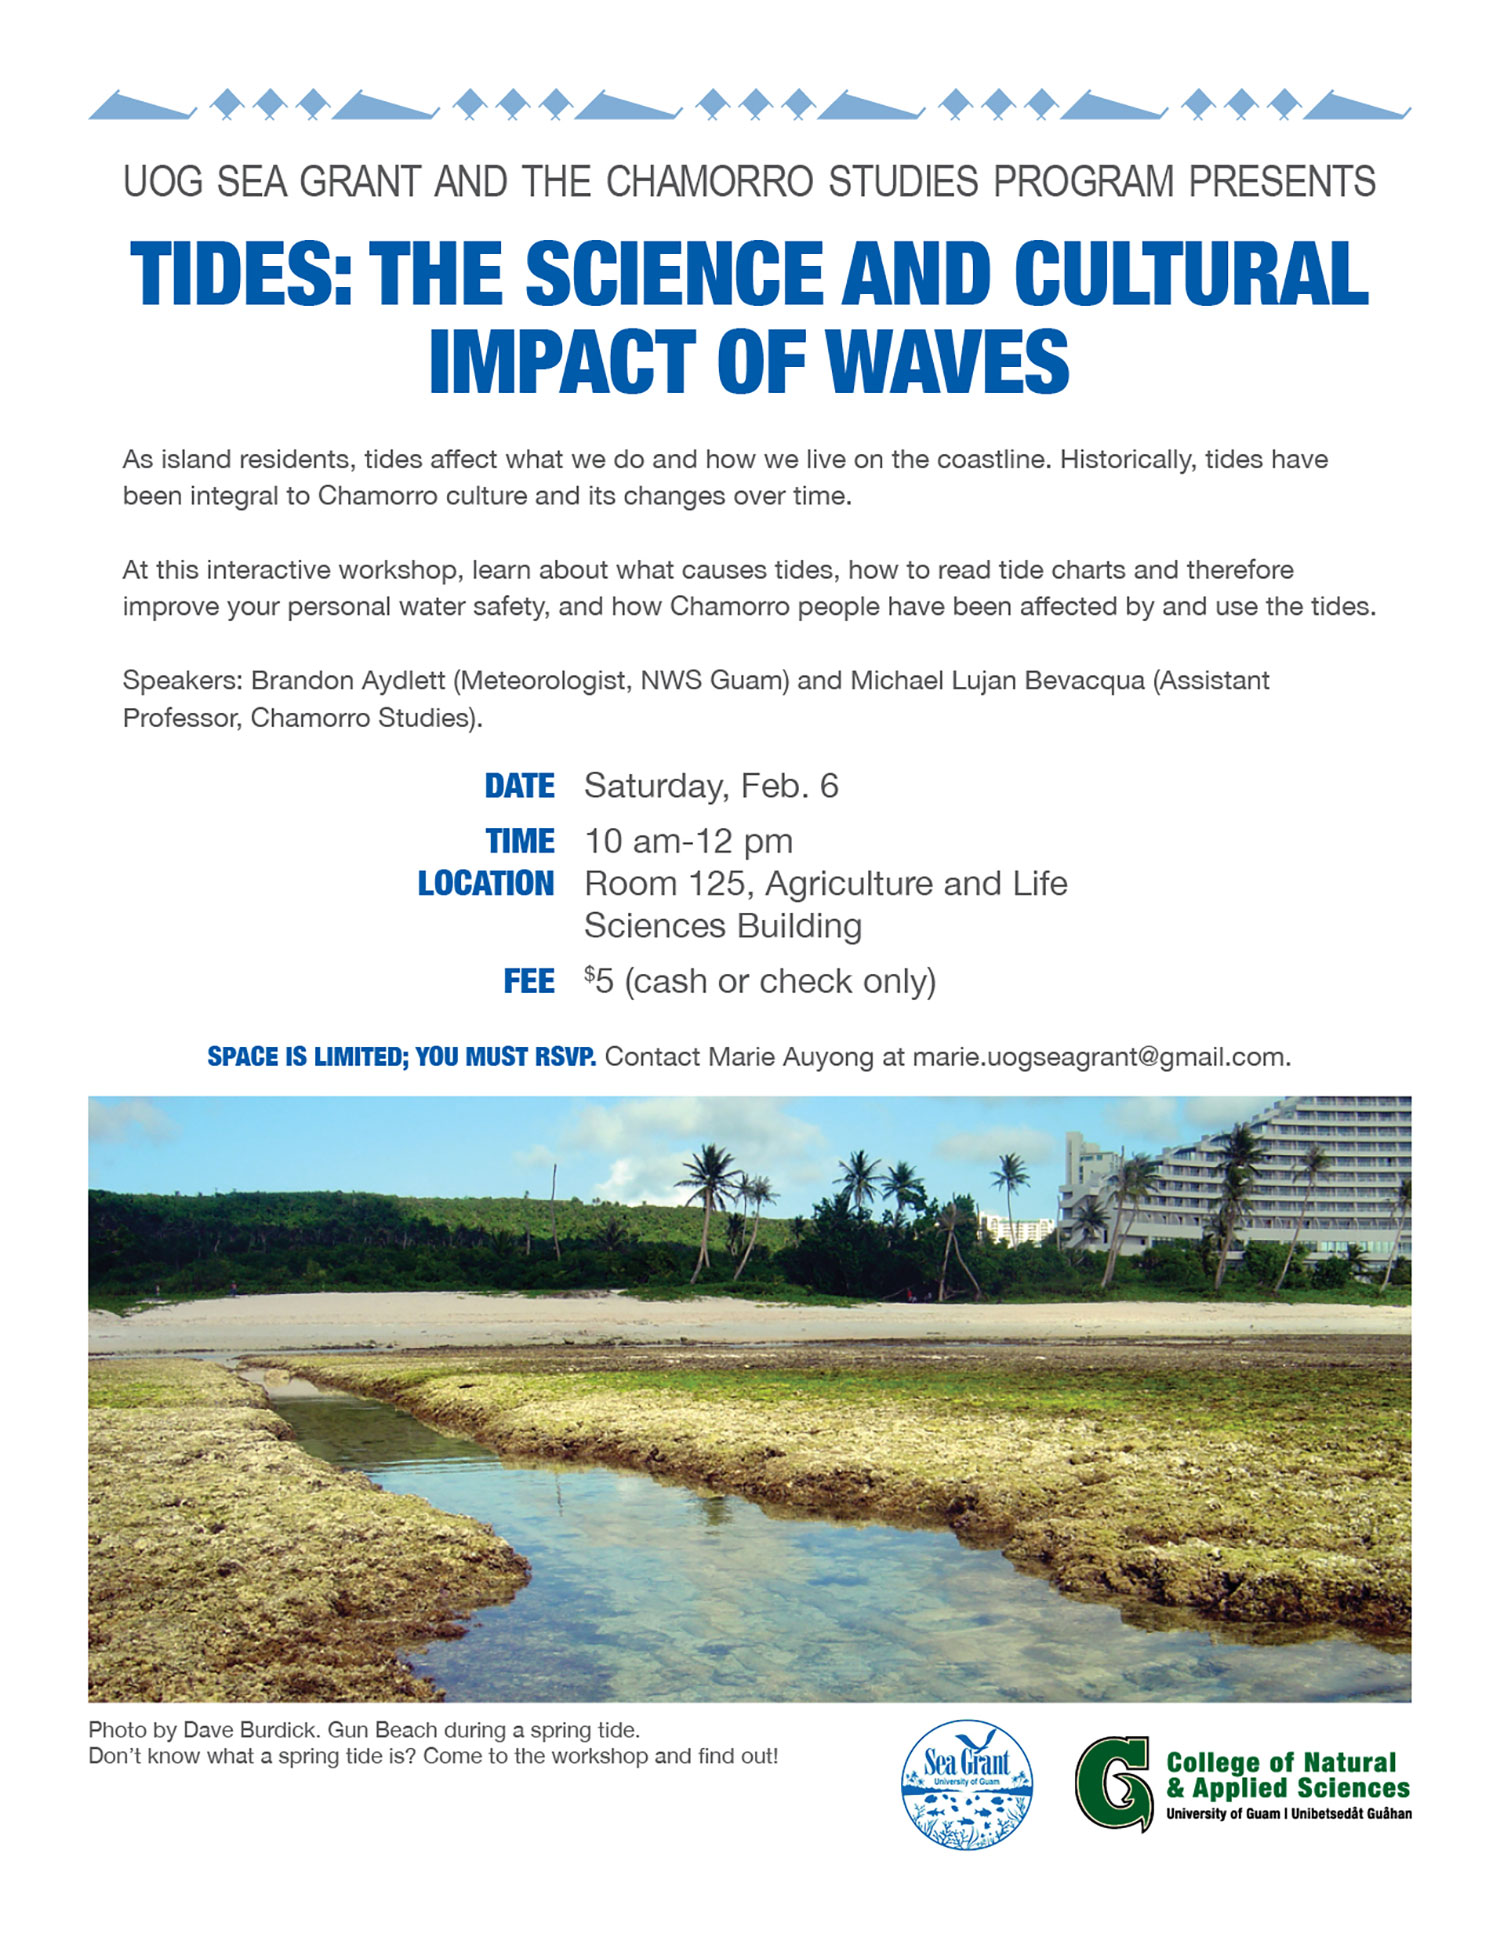 UOG SEA GRANT AND THE CHAMORRO STUDIES PROGRAM PRESENTS
TIDES: THE SCIENCE AND CULTURAL
IMPACT OF WAVES
As island residents, tides affect what we do and how we live on the coastline. Historically, tides have
been integral to Chamorro culture and its changes over time.
At this interactive workshop, learn about what causes tides, how to read tide charts and therefore
improve your personal water safety, and how Chamorro people have been affected by and use the tides.
Speakers: Brandon Aydlett (Meteorologist, NWS Guam) and Michael Lujan Bevacqua (Assistant
Professor, Chamorro Studies).
DATE Saturday, Feb. 6
TIME 10 am-12 pm
LOCATION Room 125, Agriculture and Life
Sciences Building
FEE $5 (cash or check only)
SPACE IS LIMITED; YOU MUST RSVP. Contact Marie Auyong at marie.uogseagrant@gmail.com.
Photo by Dave Burdick. Gun Beach during a spring tide.
Don't know what a spring tide is? Come to the workshop and find out!
Sea Grant
University of Guam
G
College of Natural
& Applied Sciences
University of Guam | Unibetsedåt Guåhan